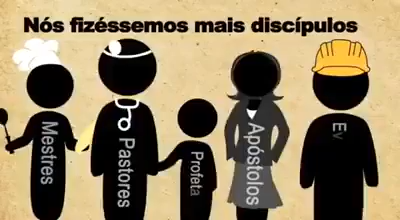 Nós fizéssemos mais discípulos
Mestres
Pastores
Profeta
Apóstolos
Ev